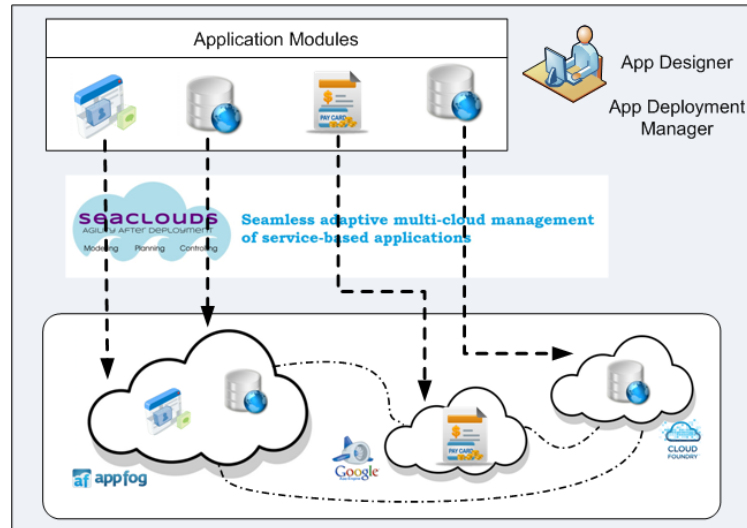 Application Modules
App Designer
App Deployment
Manager
$
PAY CARD
SEACLOUDS
AGILITY AFTER DEPLOYMENT
Modeling Planning Controlling
Seamless adaptive multi-cloud management
of service-based applications
$
PAY CARD
af appfog
Google
CLOUD
FOUNDRY